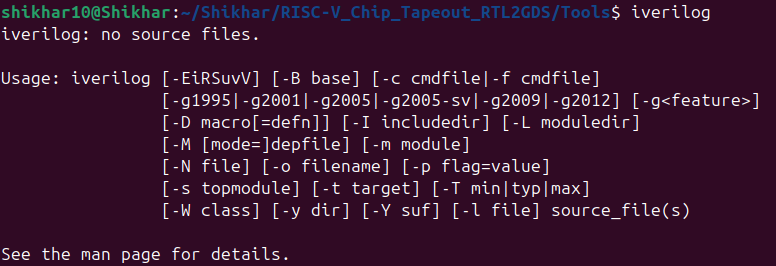 shikhar10@Shikhar:~/Shikhar/RISC-V_Chip_Tapeout_RTL2GDS/Tools$ iverilog
iverilog: no source files.

Usage: iverilog [-EiRSuvV] [-B base] [-c cmdfile|-f cmdfile]
                [-g1995|-g2001|-g2005|-g2005-sv|-g2009|-g2012] [-g<feature>]
                [-D macro[=defn]] [-I includedir] [-L moduledir]
                [-M [mode=]depfile] [-m module]
                [-N file] [-o filename] [-p flag=value]
                [-s topmodule] [-t target] [-T min|typ|max]
                [-W class] [-y dir] [-Y suf] [-l file] source_file(s)

See the man page for details.